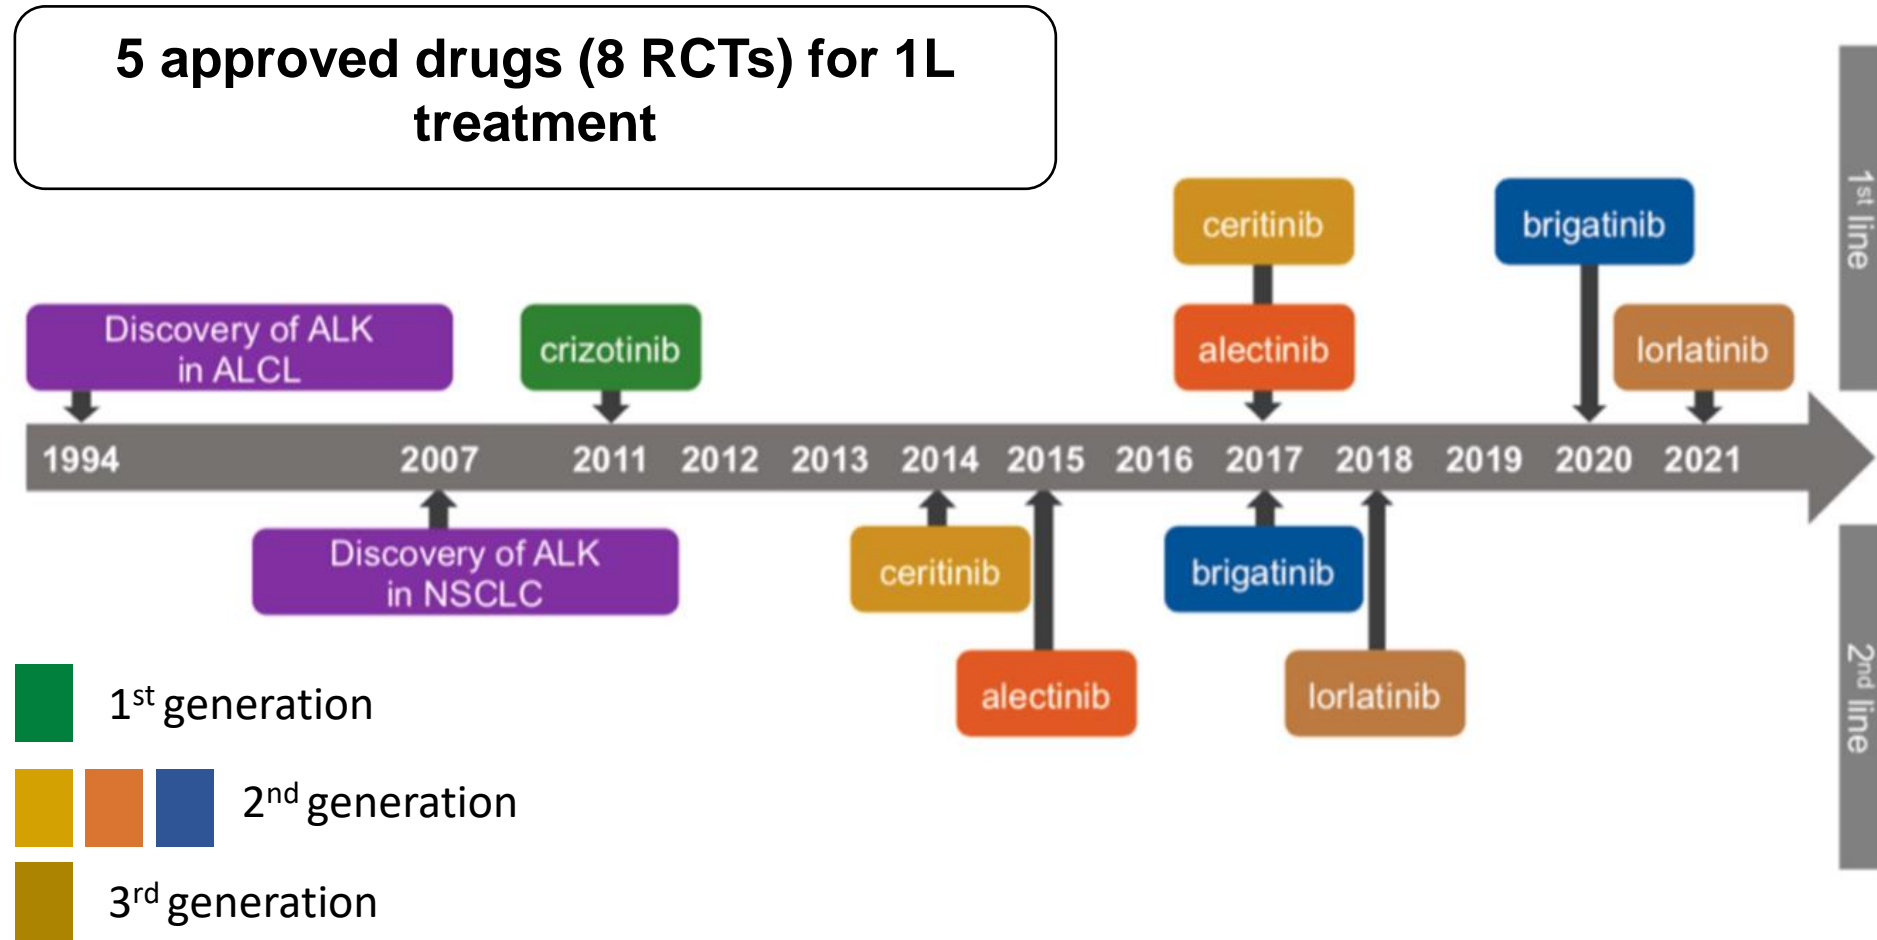 5 approved drugs (8 RCTs) for 1L
treatment
1st line
ceritinib
brigatinib
Discovery of ALK
in ALCL
crizotinib
alectinib
lorlatinib
1994 2007 2011 2012 2013 2014 2015 2016 2017 2018 2019 2020 2021
Discovery of ALK
in NSCLC
ceritinib
brigatinib
alectinib
lorlatinib
2nd line
1st generation
2nd generation
3rd generation